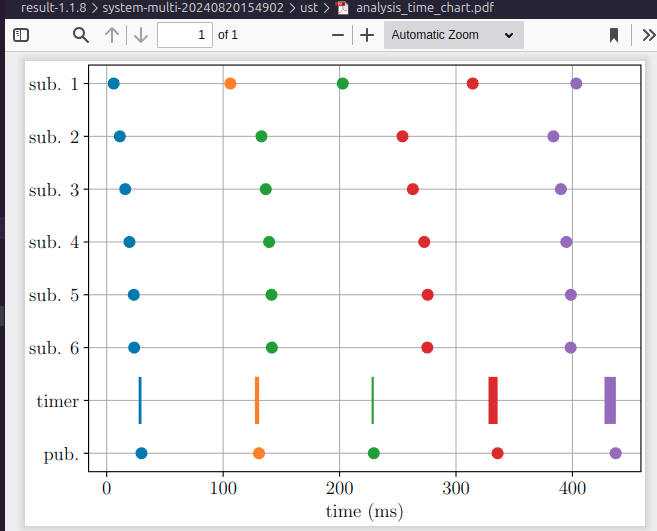 result-1.1.8 > system-multi-20240820154902 > ust > analysis_time_chart.pdf
1 of 1 Automatic Zoom
sub. 1
sub. 2
sub. 3
sub. 4
sub. 5
sub. 6
timer
pub.
0 100 200 300 400
time (ms)